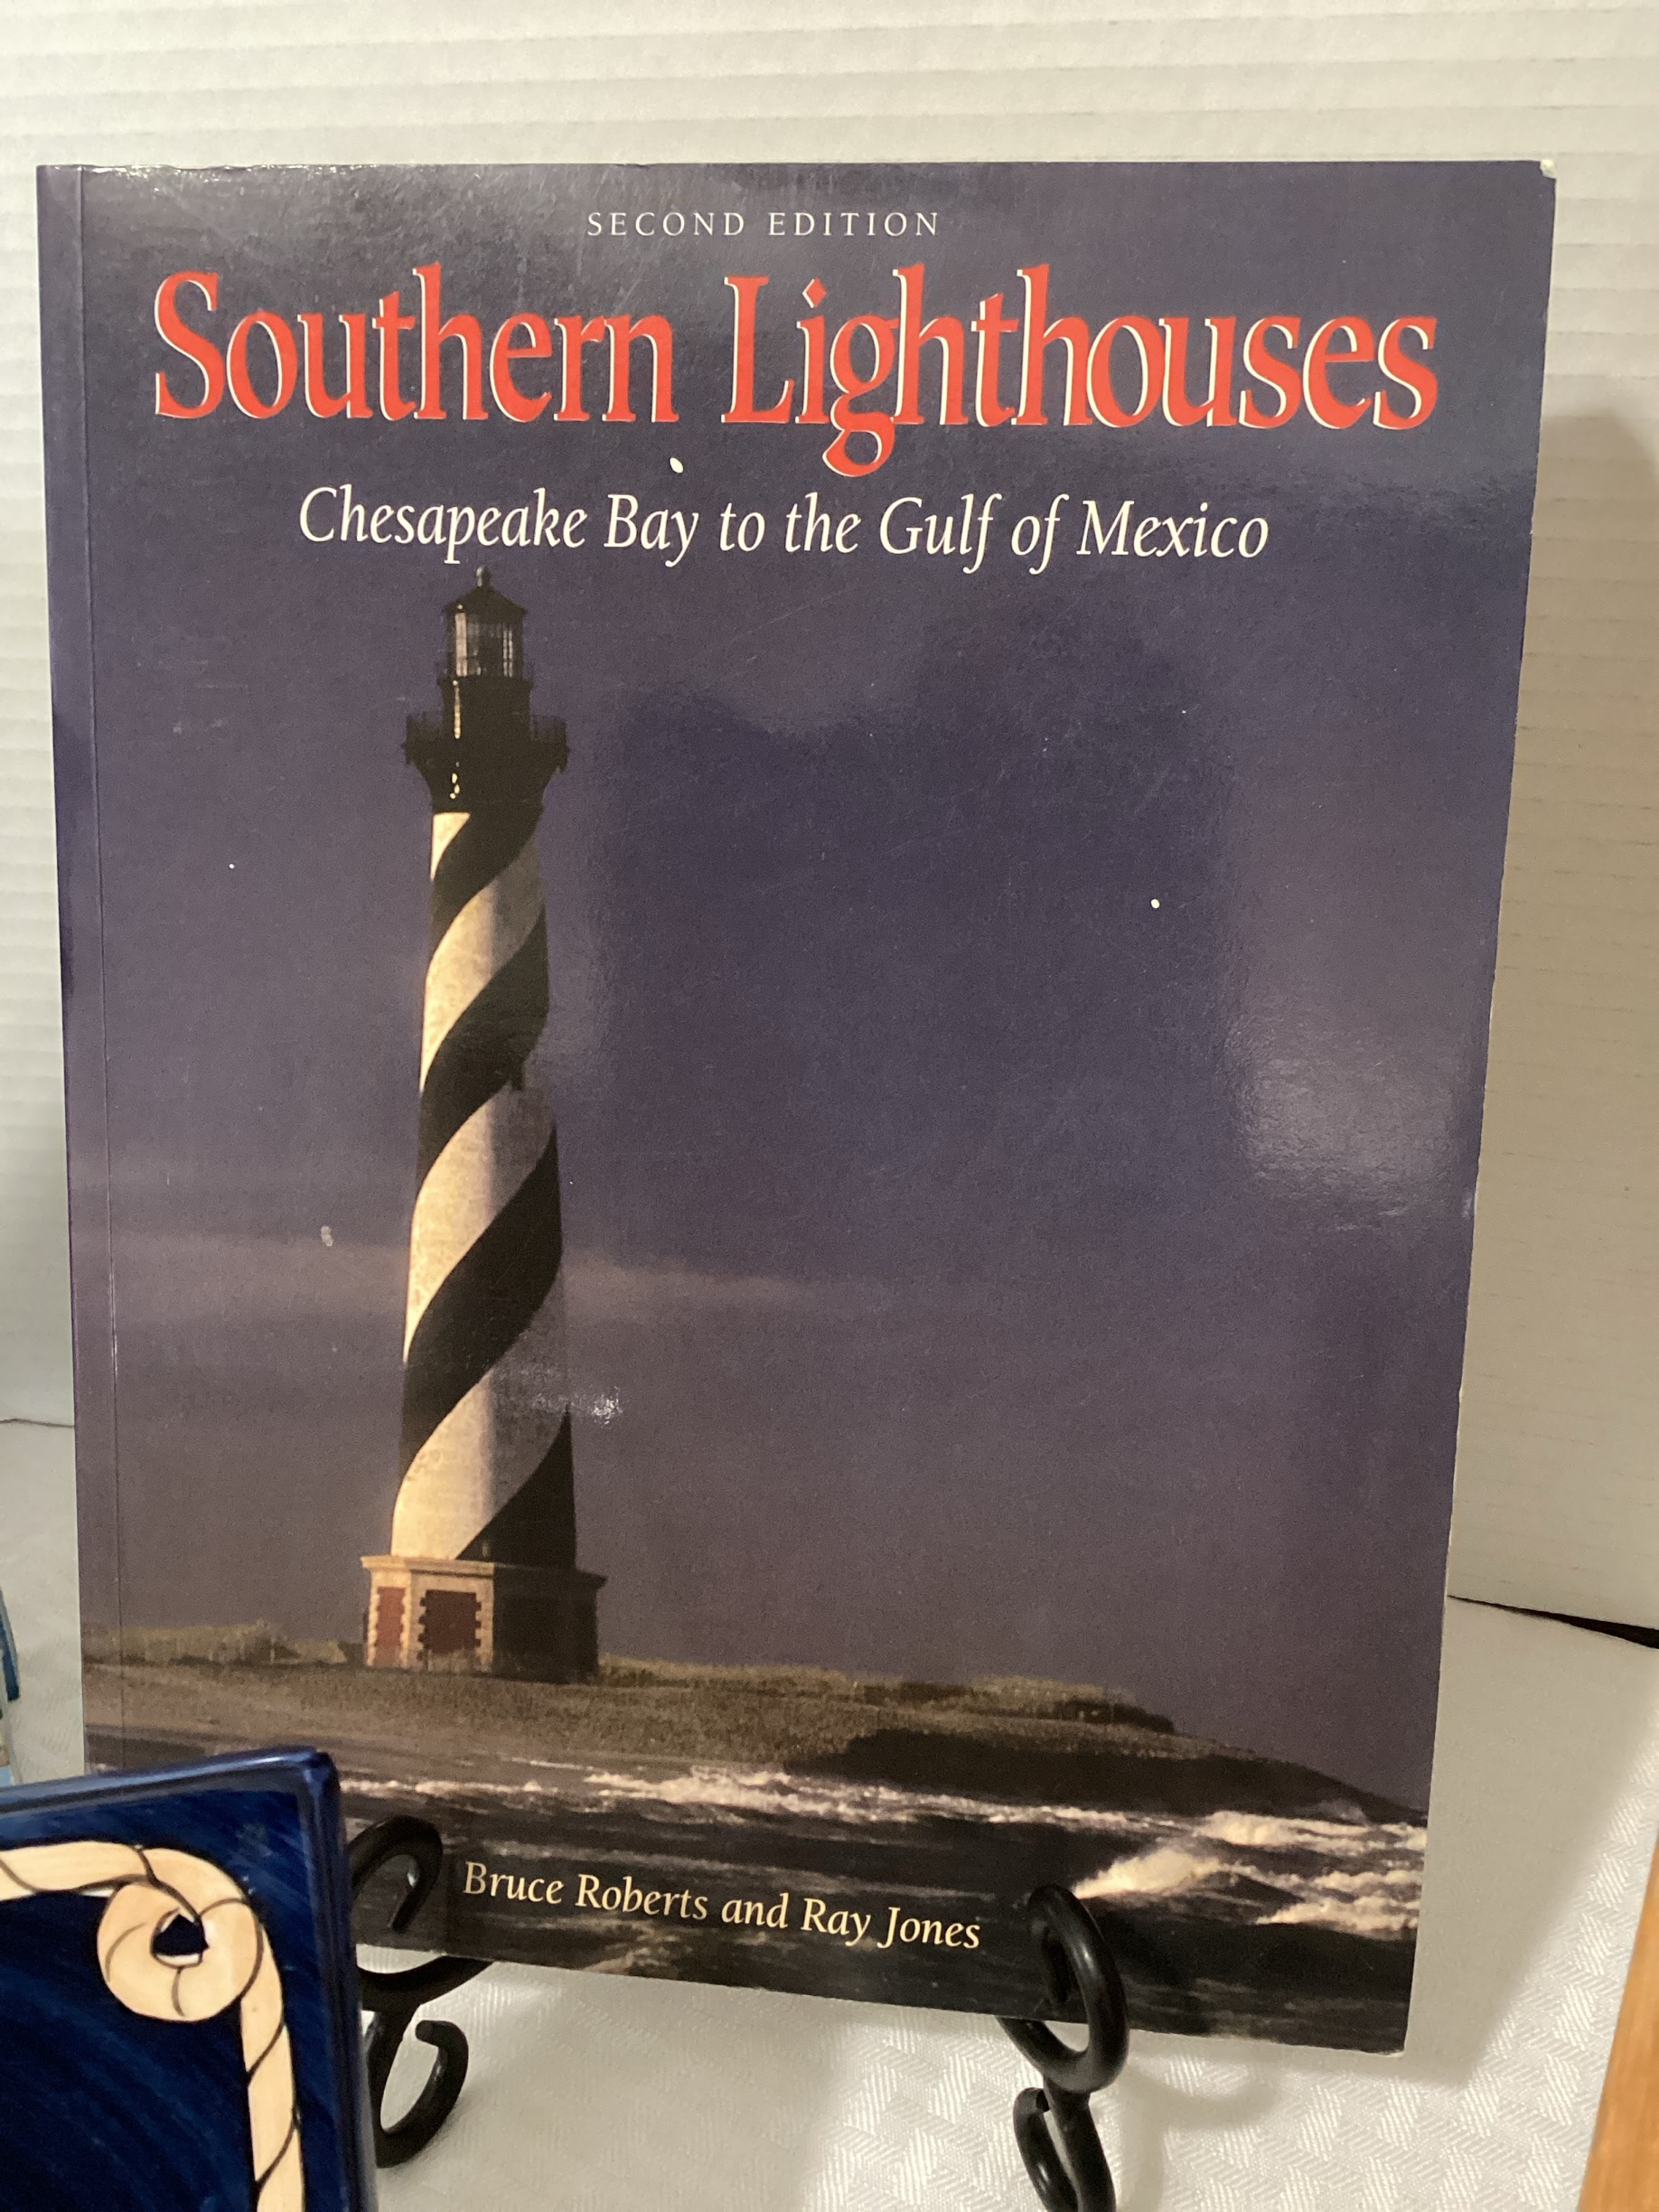 SECOND EDITION
Southern Lighthouses
Chesapeake Bay to the Gulf of Mexico
Bruce Roberts and Ray Jones